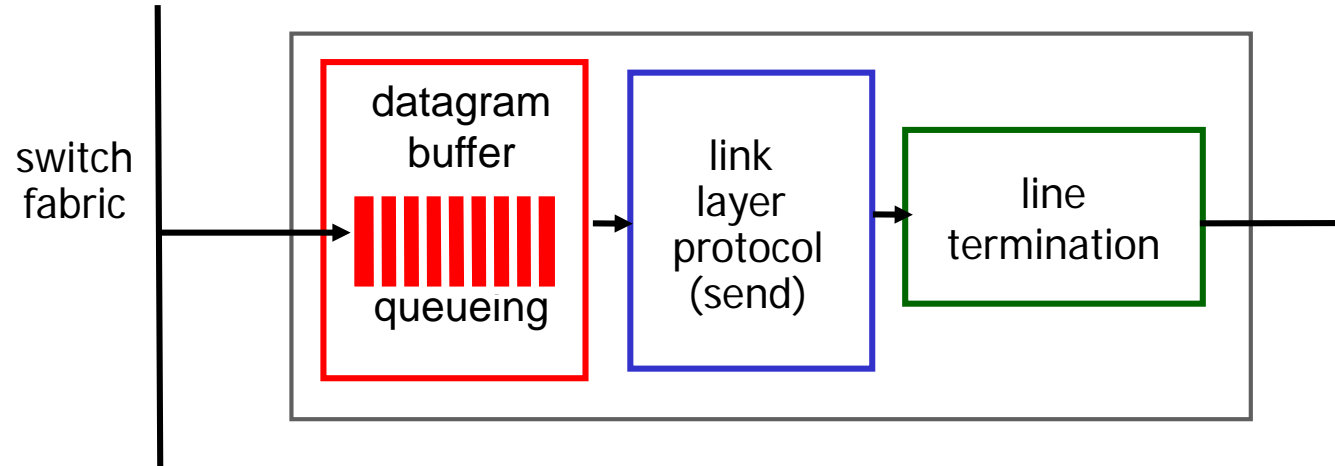 switch
fabric
datagram
buffer
queueing
link
layer
protocol
(send)
line
termination